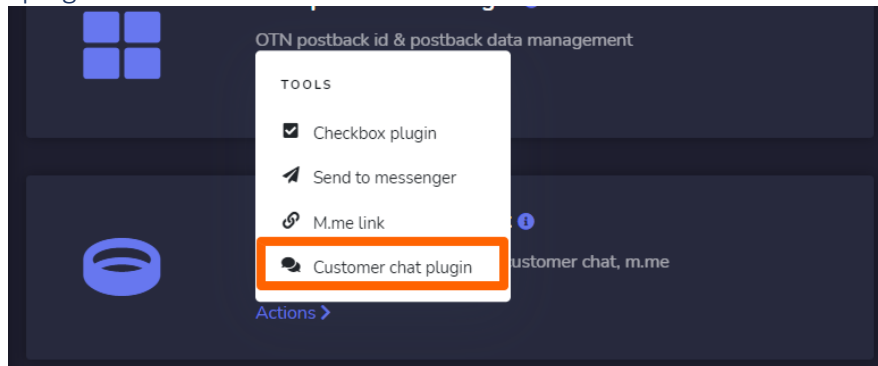 OTN postback id & postback data management
TOOLS
Checkbox plugin
Send to messenger
M.me link
Customer chat plugin
customer chat, m.me
Actions